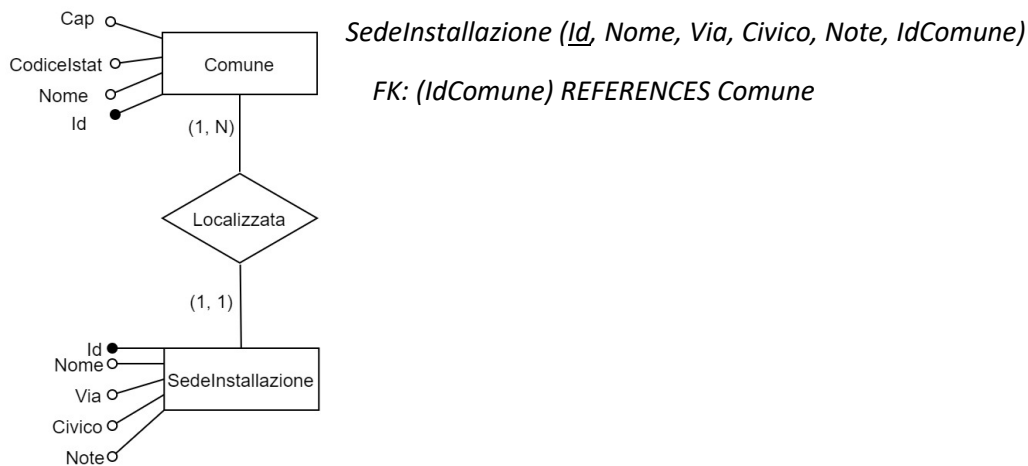 Cap
CodiceIstat
Nome
Id
Comune
(1, N)
Localizzata
(1, 1)
Id
Nome
Via
Civico
Note
SedeInstallazione
SedeInstallazione (Id, Nome, Via, Civico, Note, IdComune)
FK: (IdComune) REFERENCES Comune